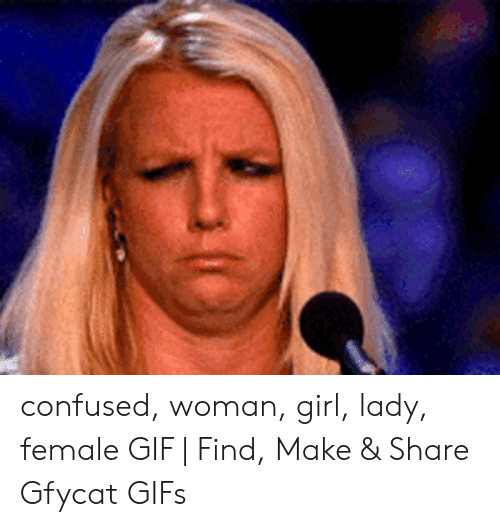 confused, woman, girl, lady,
female GIF | Find, Make & Share
Gfycat GIFs